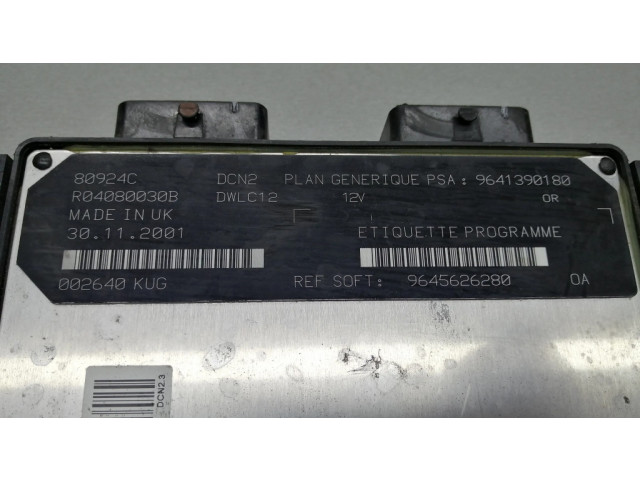 80924C DCN2 PLAN GENERIQUE PSA : 9641390180
R04080030B DWLC12 12V OR
MADE IN UK
30.11.2001 ETIQUETTE PROGRAMME
002640 KUG REF SOFT: 9645626280 0A
DCN2.3